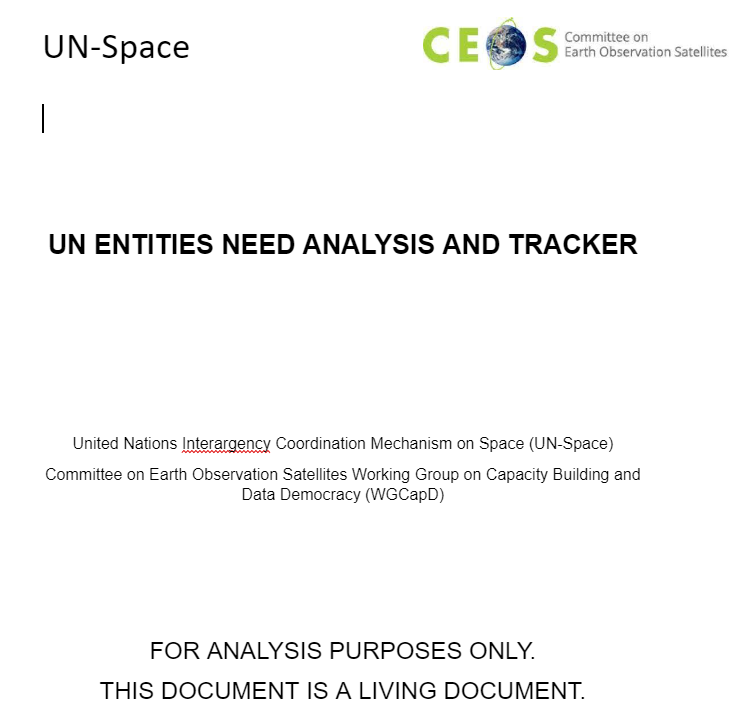 UN-Space
CEOS Committee on
Earth Observation Satellites
UN ENTITIES NEED ANALYSIS AND TRACKER
United Nations Interargency Coordination Mechanism on Space (UN-Space)
Committee on Earth Observation Satellites Working Group on Capacity Building and
Data Democracy (WGCapD)
FOR ANALYSIS PURPOSES ONLY.
THIS DOCUMENT IS A LIVING DOCUMENT.